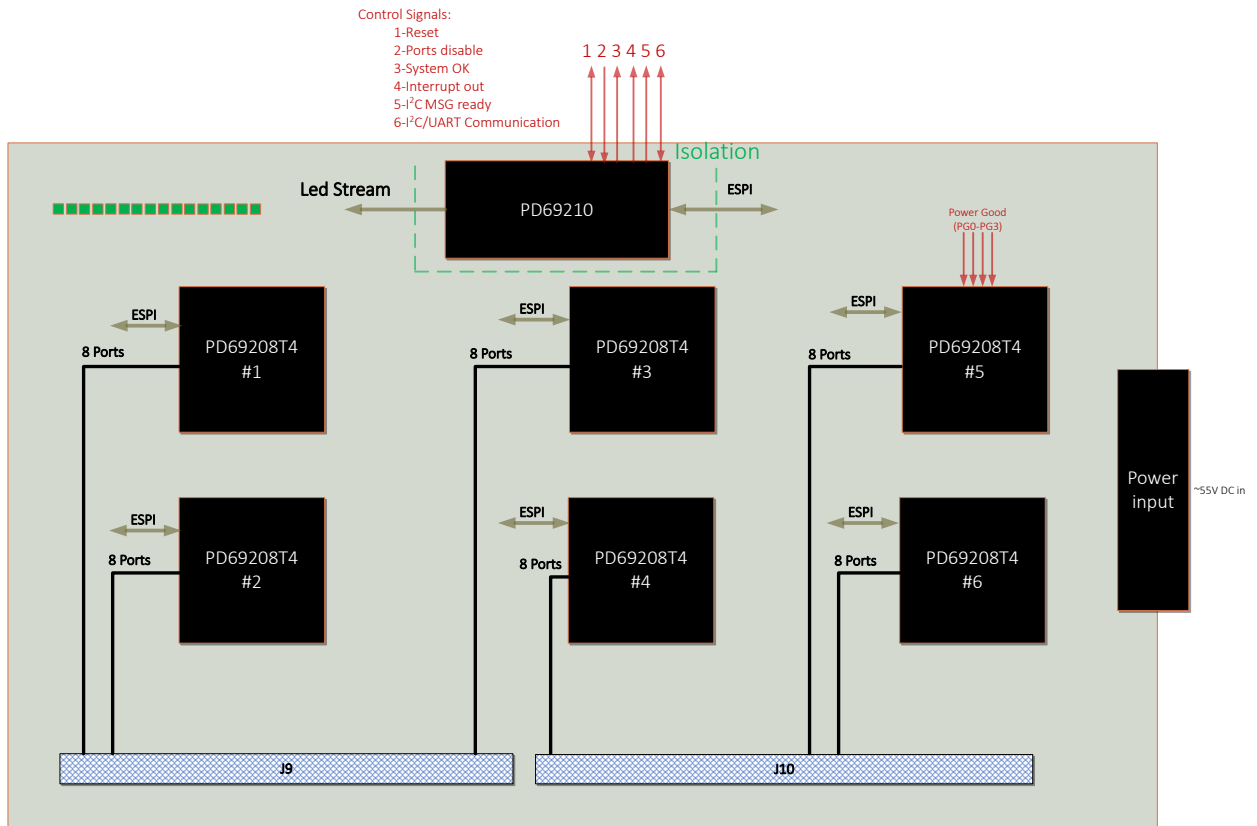 Control Signals:
1-Reset
2-Ports disable
3-System OK
4-Interrupt out
5-I²C MSG ready
6-I²C/UART Communication
1 2 3 4 5 6
Isolation
Led Stream
PD69210
ESPI
Power Good
(PG0-PG3)
ESPI
8 Ports
PD69208T4
#1
ESPI
8 Ports
PD69208T4
#3
ESPI
8 Ports
PD69208T4
#5
Power
input
~55V DC in
ESPI
8 Ports
PD69208T4
#2
ESPI
8 Ports
PD69208T4
#4
ESPI
8 Ports
PD69208T4
#6
J9
J10